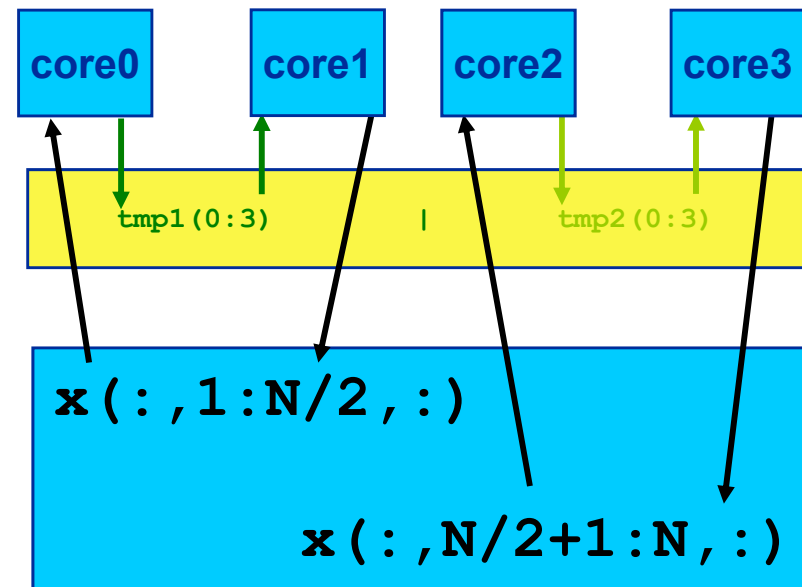 core0 core1 core2 core3
tmp1(0:3) | tmp2(0:3)
x(:,1:N/2,:)
x(:,N/2+1:N,:)